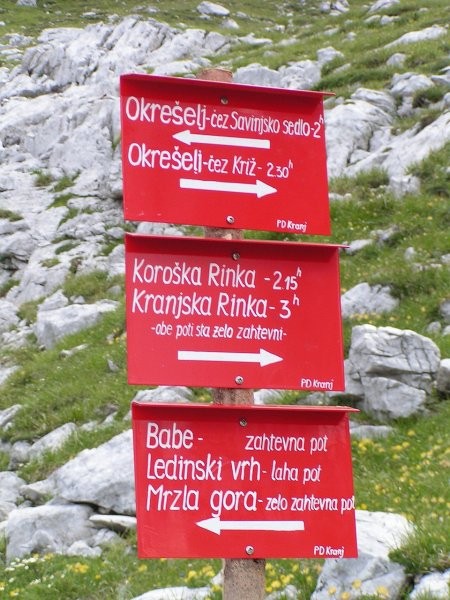 Okrešelj-čez Savinjsko sedlo-2h
Okrešelj-čez Križ-2.30h
PD Kranj
Koroška Rinka -2.15h
Kranjska Rinka-3h
-obe poti sta zelo zahtevni-
PD Kranj
Babe- zahtevna pot
Ledinski vrh-laha pot
Mrzla gora-zelo zahtevna pot
PD Kranj